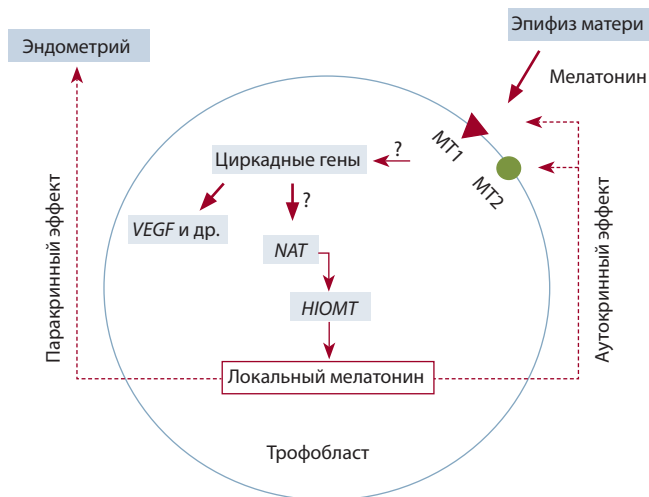 Эпифиз матери
Эндометрий
Мелатонин
MT1
MT2
?
Циркадные гены
?
VEGF и др.
NAT
HIOMT
Локальный мелатонин
Паракринный эффект
Аутокринный эффект
Трофобласт